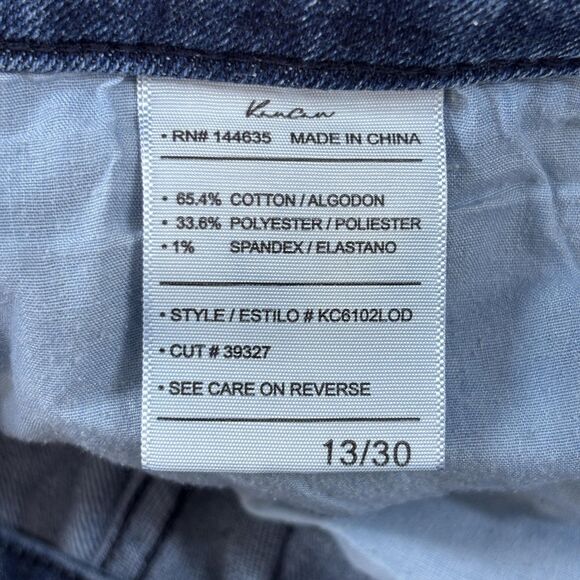 KanCan
• RN# 144635 MADE IN CHINA
• 65.4% COTTON / ALGODON
• 33.6% POLYESTER / POLIESTER
• 1% SPANDEX / ELASTANO
• STYLE / ESTILO # KC6102LOD
• CUT # 39327
• SEE CARE ON REVERSE
13/30